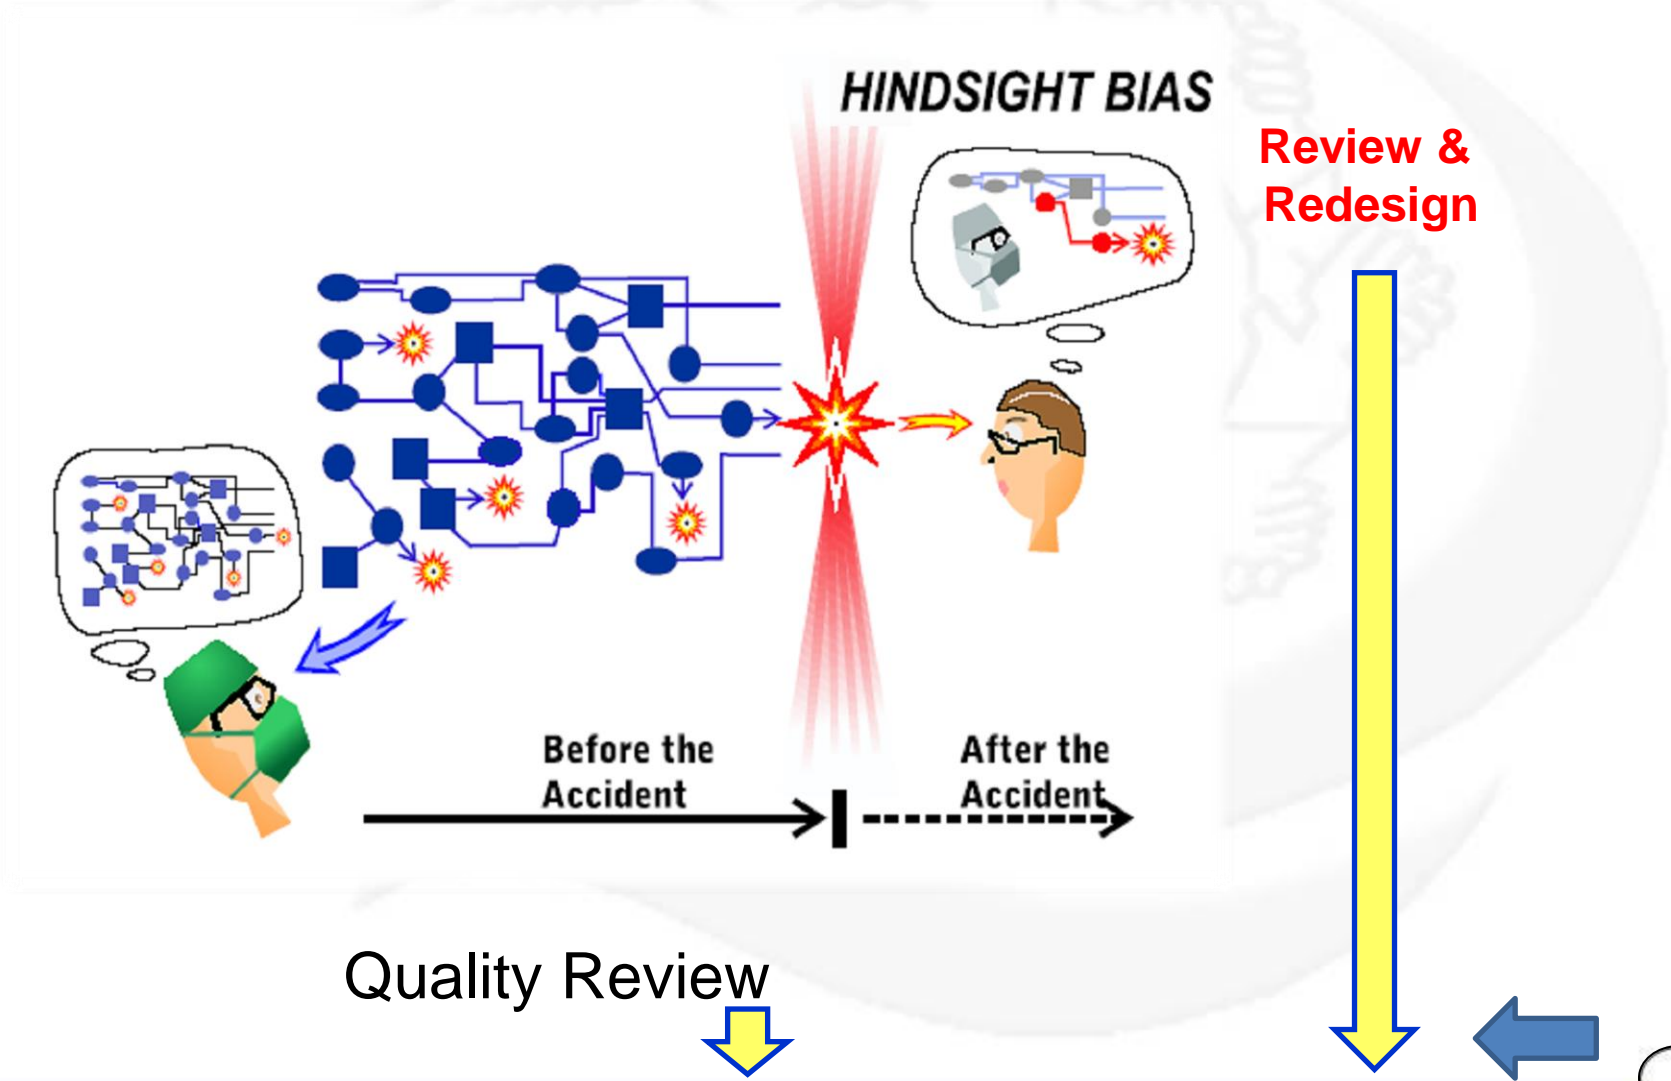 HINDSIGHT BIAS
Review &
Redesign
Before the
Accident
After the
Accident
Quality Review